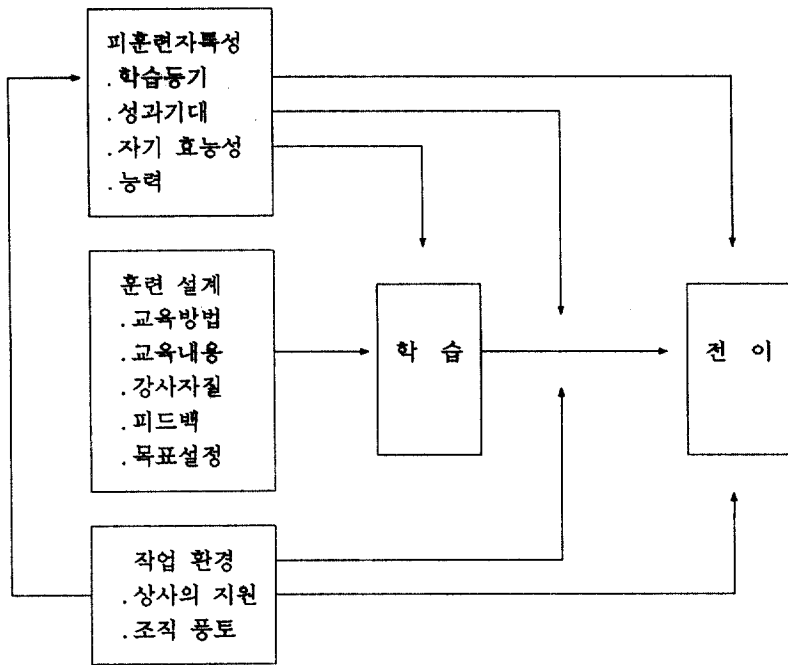 피훈련자특성
.학습동기
.성과기대
.자기 효능성
.능력
훈련 설계
.교육방법
.교육내용
.강사자질
.피드백
.목표설정
학 습
전 이
작업 환경
.상사의 지원
.조직 풍토